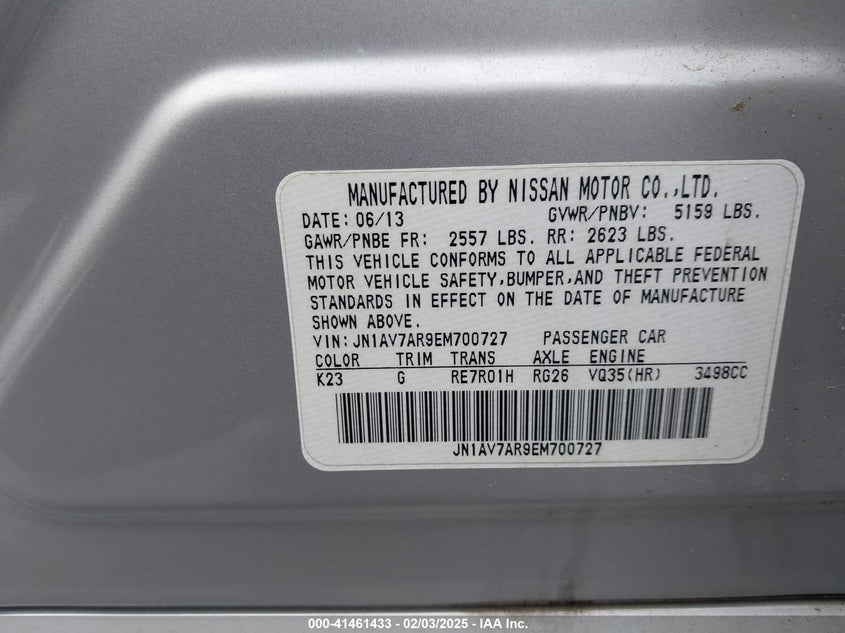 MANUFACTURED BY NISSAN MOTOR CO.,LTD.
DATE: 06/13 GVWR/PNBV: 5159 LBS.
GAWR/PNBE FR: 2557 LBS. RR: 2623 LBS.
THIS VEHICLE CONFORMS TO ALL APPLICABLE FEDERAL
MOTOR VEHICLE SAFETY,BUMPER,AND THEFT PREVENTION
STANDARDS IN EFFECT ON THE DATE OF MANUFACTURE
SHOWN ABOVE.
VIN: JN1AV7AR9EM700727 PASSENGER CAR
COLOR TRIM TRANS AXLE ENGINE
K23 G RE7R01H RG26 VQ35(HR) 3498CC
JN1AV7AR9EM700727
000-41461433 — 02/03/2025 — IAA Inc.